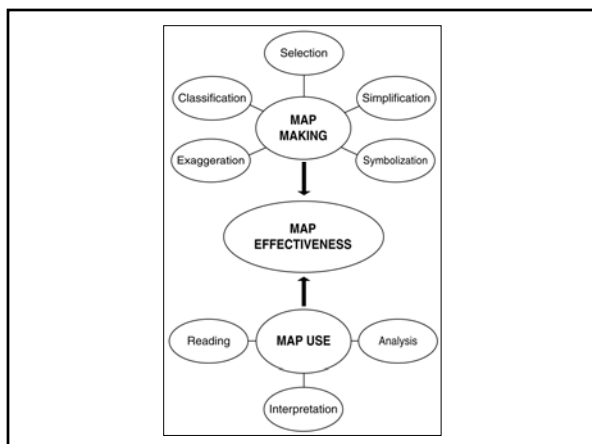 Selection
Classification
Simplification
MAP
MAKING
Exaggeration
Symbolization
MAP
EFFECTIVENESS
Reading
MAP USE
Analysis
Interpretation